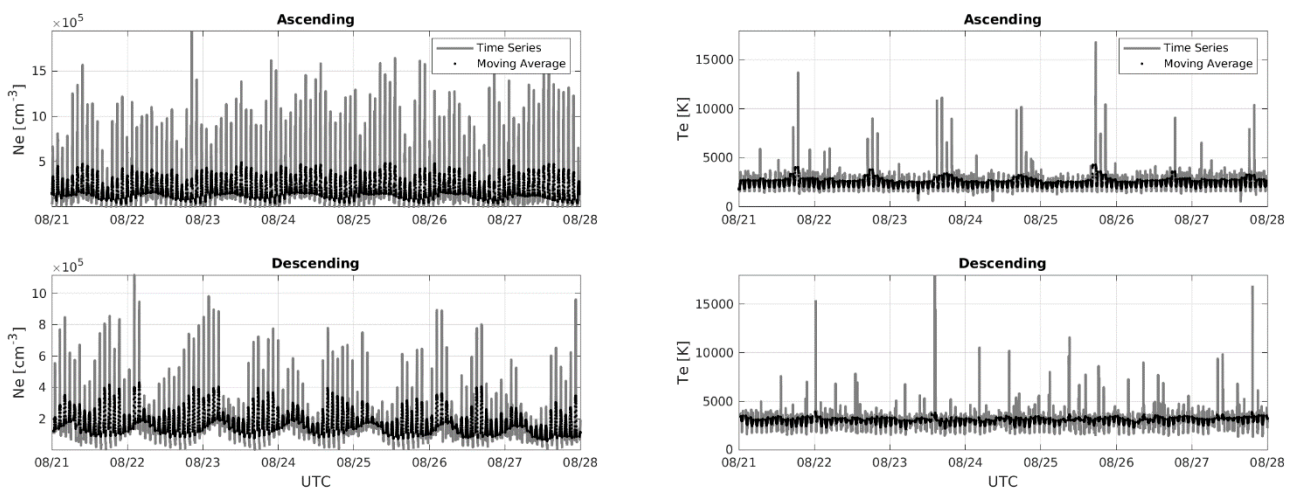 Ascending
×10⁵
Ne [cm⁻³]
15
10
5
Time Series
Moving Average
08/21 08/22 08/23 08/24 08/25 08/26 08/27 08/28
Ascending
Te [K]
15000
10000
5000
0
Time Series
Moving Average
08/21 08/22 08/23 08/24 08/25 08/26 08/27 08/28
Descending
×10⁵
Ne [cm⁻³]
10
8
6
4
2
08/21 08/22 08/23 08/24 08/25 08/26 08/27 08/28
UTC
Descending
Te [K]
15000
10000
5000
0
08/21 08/22 08/23 08/24 08/25 08/26 08/27 08/28
UTC